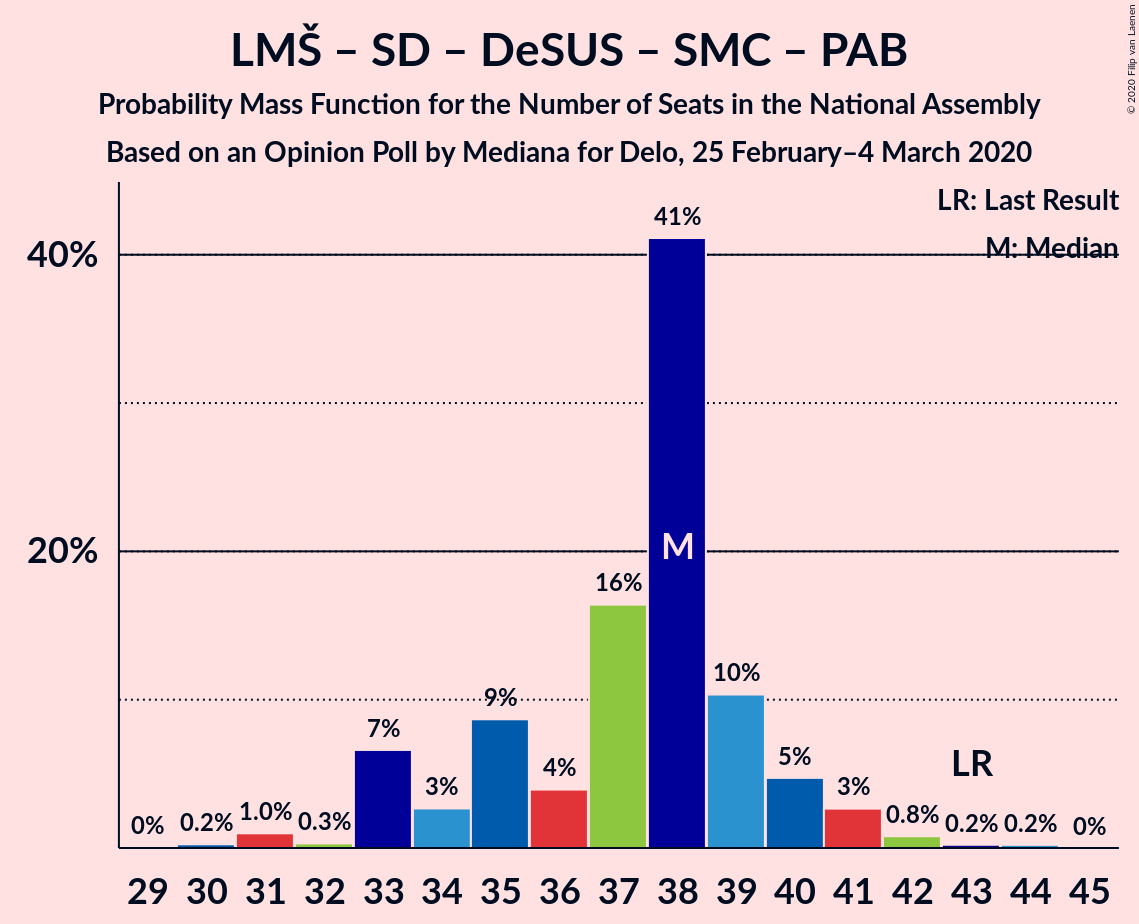 LMŠ – SD – DeSUS – SMC – PAB
Probability Mass Function for the Number of Seats in the National Assembly
Based on an Opinion Poll by Mediana for Delo, 25 February–4 March 2020
© 2020 Filip van Laenen
LR: Last Result
M: Median
40%
20%
0%
0.2%
1.0%
0.3%
7%
3%
9%
4%
16%
41%
M
10%
5%
3%
0.8%
LR
0.2%
0.2%
0%
29 30 31 32 33 34 35 36 37 38 39 40 41 42 43 44 45